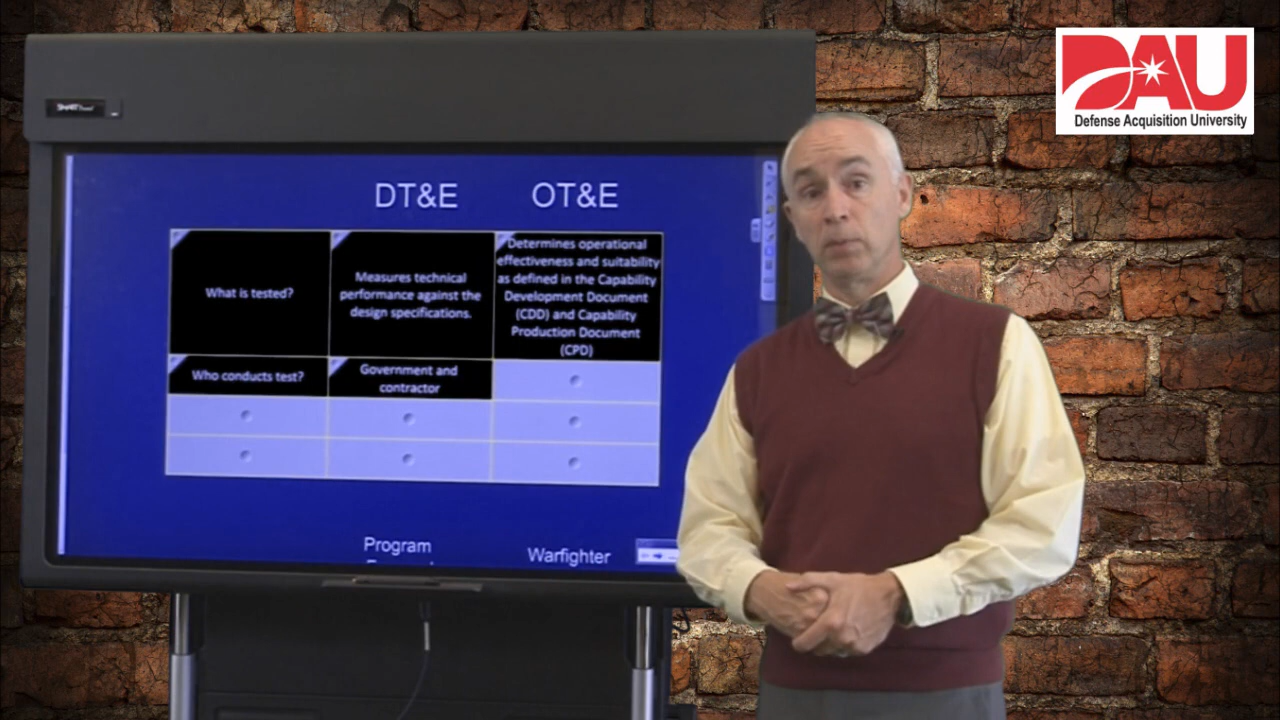 DAU
Defense Acquisition University
SMART
DT&E
OT&E
What is tested?
Measures technical
performance against the
design specifications.
Determines operational
effectiveness and suitability
as defined in the Capability
Development Document
(CDD) and Capability
Production Document
(CPD)
Who conducts test?
Government and
contractor
Program
Warfighter